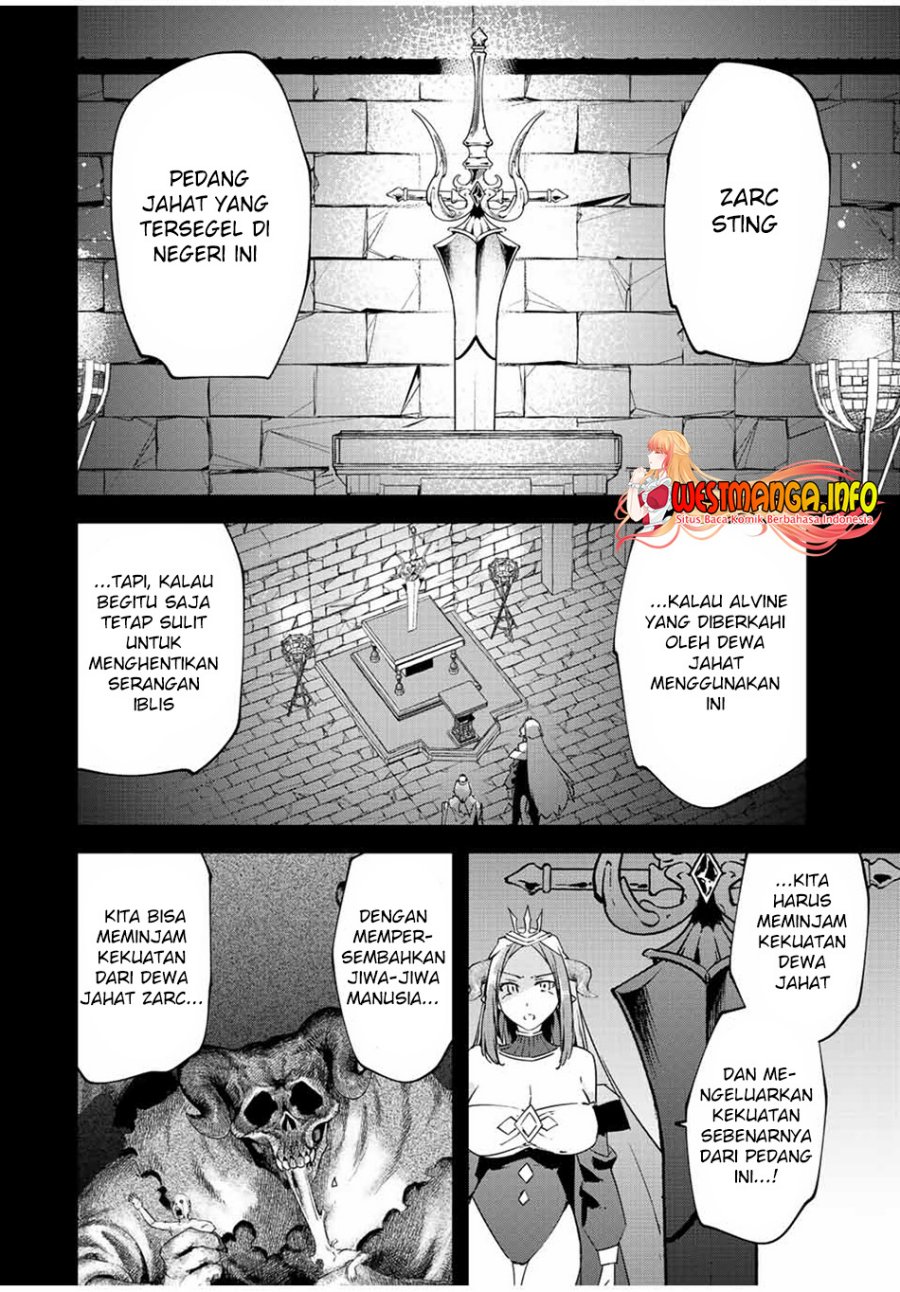 ZARC
STING
PEDANG
JAHAT YANG
TERSEGEL DI
NEGERI INI
WESTMANGA.INFO
Situs Baca Komik Berbahasa Indonesia
...KALAU ALVINE
YANG DIBERKAHI
OLEH DEWA
JAHAT
MENGGUNAKAN
INI
...TAPI, KALAU
BEGITU SAJA
TETAP SULIT
UNTUK
MENGHENTIKAN
SERANGAN
IBLIS
...KITA
HARUS
MEMINJAM
KEKUATAN
DEWA
JAHAT
DAN ME-
NGELUARKAN
KEKUATAN
SEBENARNYA
DARI PEDANG
INI...!
DENGAN
MEMPER-
SEMBAHKAN
JIWA-JIWA
MANUSIA...
KITA BISA
MEMINJAM
KEKUATAN
DARI DEWA
JAHAT ZARC...